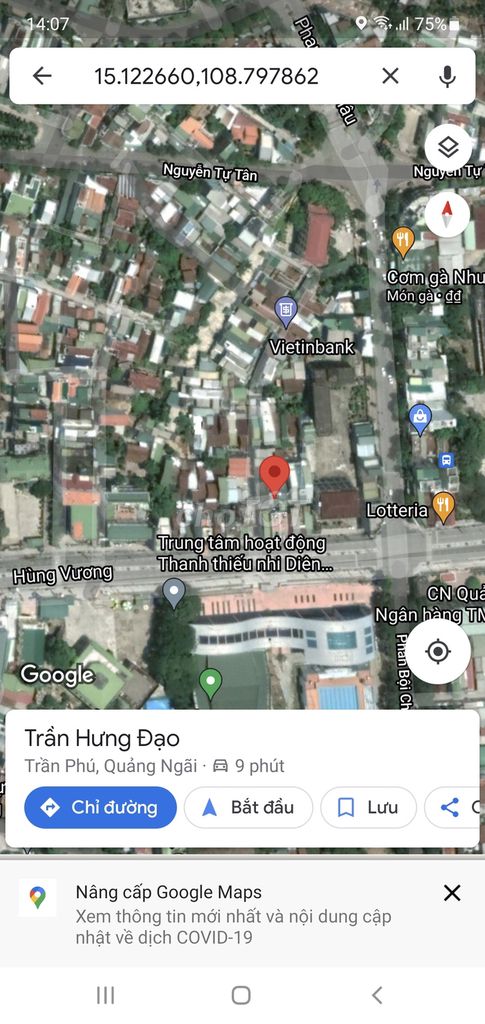 14:07
75%
15.122660,108.797862
Nguyễn Tự Tân
Nguyễn Tự
Cơm gà Nhu
Món gà • đđ
Vietinbank
Lotteria
Trung tâm hoạt động
Thanh thiếu nhi Diên...
Hùng Vương
CN Quả
Ngân hàng TM
Phan Bội Ch
Google
Trần Hưng Đạo
Trần Phú, Quảng Ngãi · 9 phút
Chỉ đường
Bắt đầu
Lưu
C
Nâng cấp Google Maps
Xem thông tin mới nhất và nội dung cập
nhật về dịch COVID-19